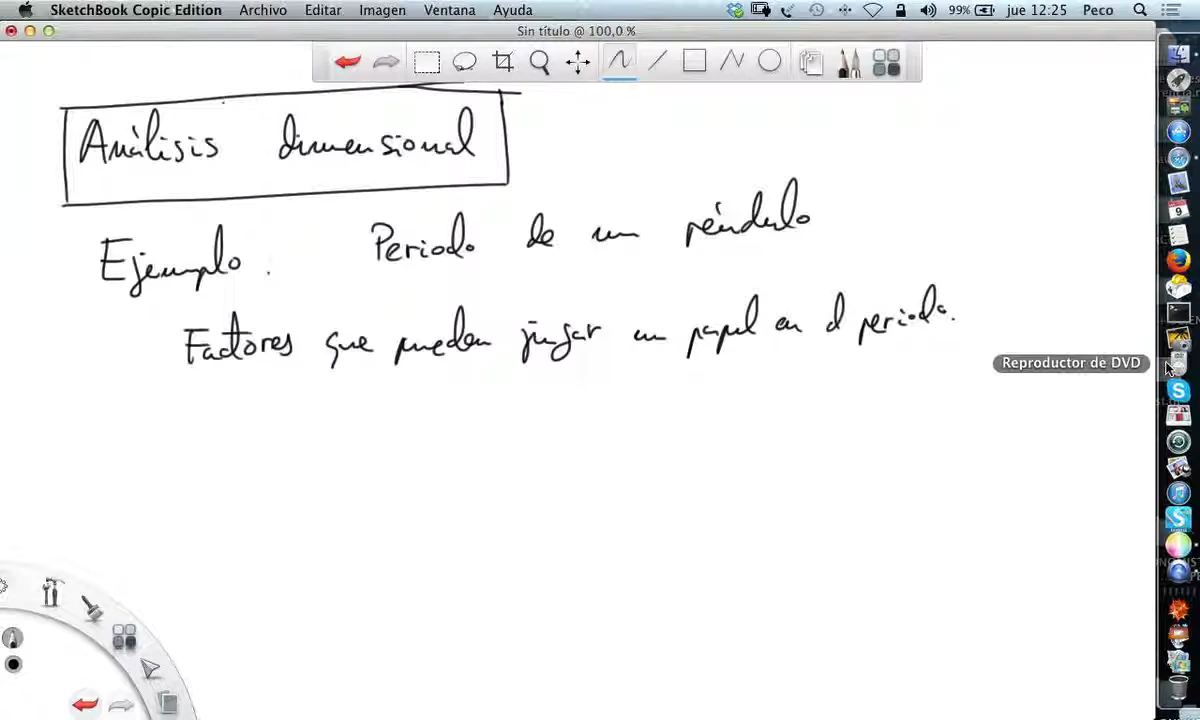 SketchBook Copic Edition Archivo Editar Imagen Ventana Ayuda 99% jue 12:25 Peco
Sin título @ 100,0 %
Análisis dimensional
Ejemplo. Periodo de un péndulo
Factores que pueden jugar un papel en el periodo.
Reproductor de DVD